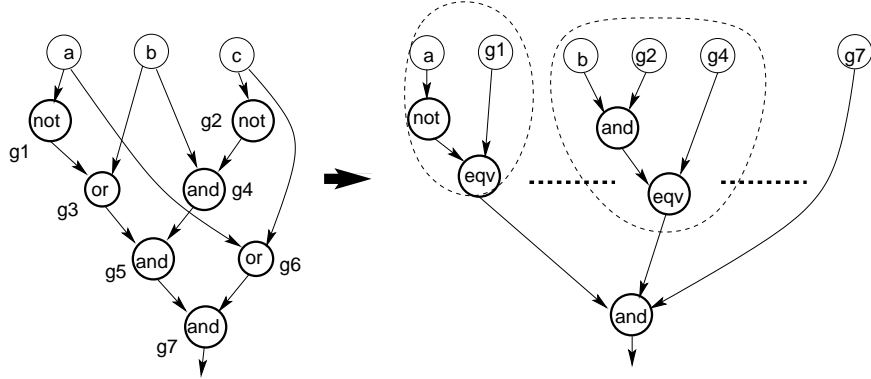 a b c a g1 b g2 g4 g7
not g2 not not and
g1
or and g4 eqv eqv
g3
g5 and or g6
and
g7 and